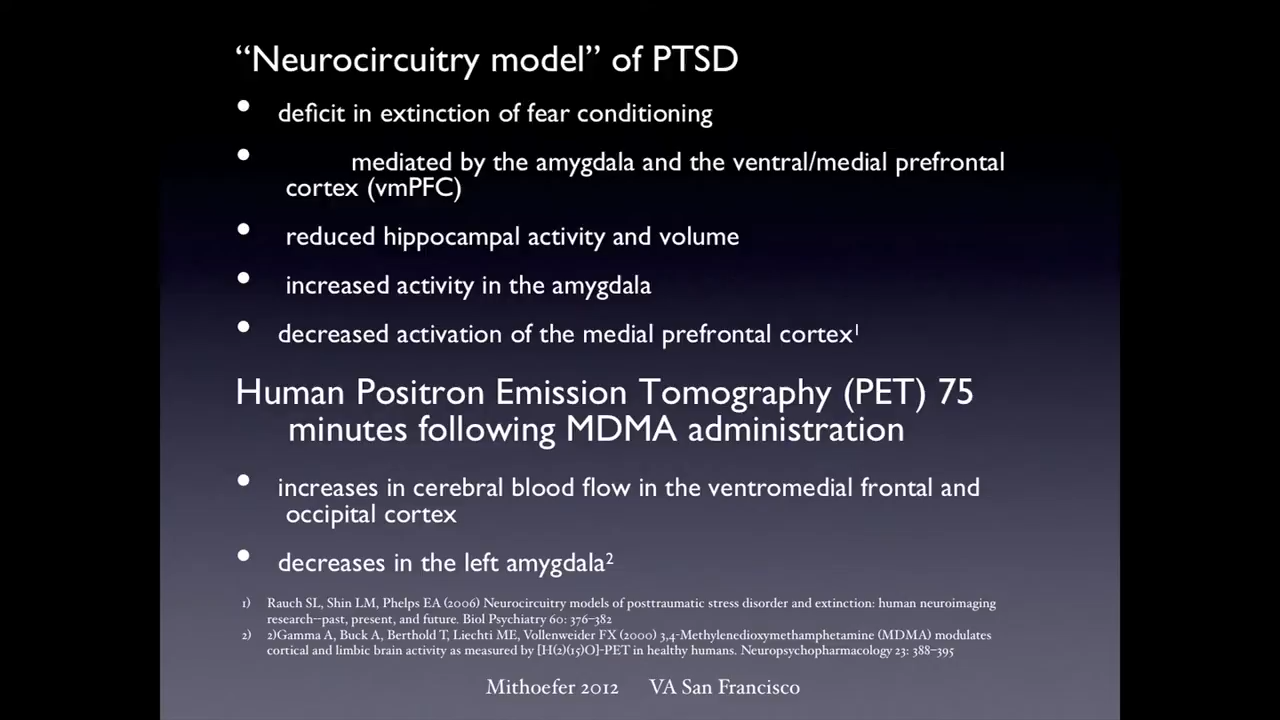 “Neurocircuitry model” of PTSD
• deficit in extinction of fear conditioning
• mediated by the amygdala and the ventral/medial prefrontal
cortex (vmPFC)
• reduced hippocampal activity and volume
• increased activity in the amygdala
• decreased activation of the medial prefrontal cortex¹
Human Positron Emission Tomography (PET) 75
minutes following MDMA administration
• increases in cerebral blood flow in the ventromedial frontal and
occipital cortex
• decreases in the left amygdala²
1) Rauch SL, Shin LM, Phelps EA (2006) Neurocircuitry models of posttraumatic stress disorder and extinction: human neuroimaging
research--past, present, and future. Biol Psychiatry 60: 376–382
2) 2)Gamma A, Buck A, Berthold T, Liechti ME, Vollenweider FX (2000) 3,4-Methylenedioxymethamphetamine (MDMA) modulates
cortical and limbic brain activity as measured by [H(2)(15)O]-PET in healthy humans. Neuropsychopharmacology 23: 388–395
Mithoefer 2012 VA San Francisco